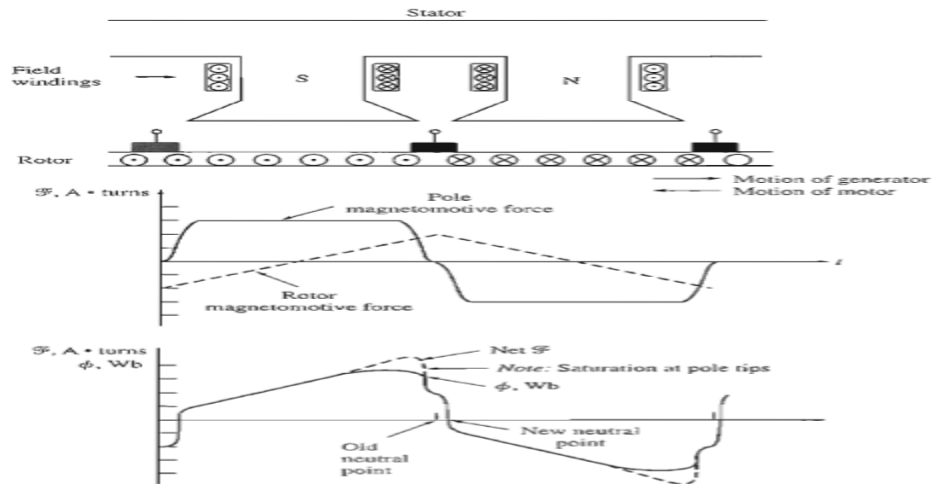 Stator
Field
windings
S
N
Rotor
Motion of generator
Motion of motor
ℱ, A • turns
Pole
magnetomotive force
Rotor
magnetomotive force
t
ℱ, A • turns
ϕ, Wb
Net ℱ
Note: Saturation at pole tips
ϕ, Wb
Old
neutral
point
New neutral
point